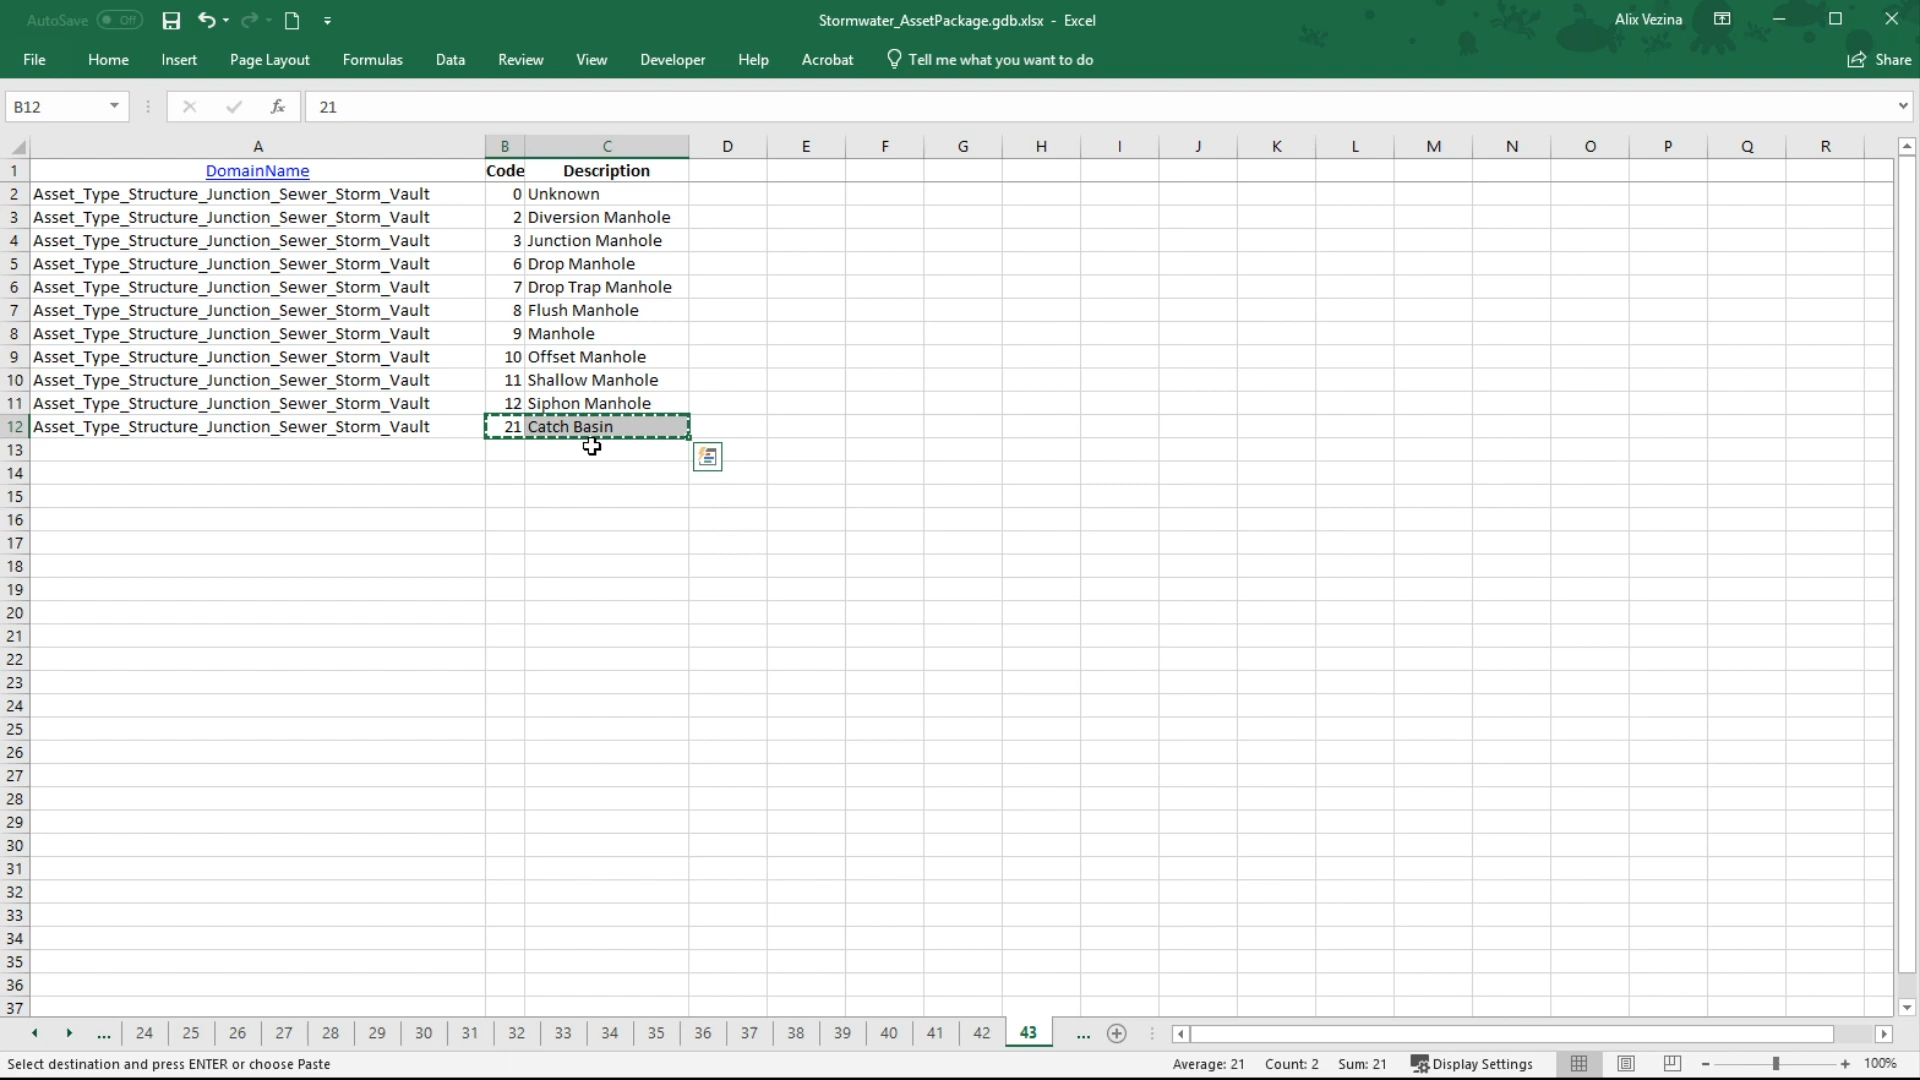 AutoSave Off Stormwater_AssetPackage.gdb.xlsx - Excel Alix Vezina
File Home Insert Page Layout Formulas Data Review View Developer Help Acrobat Tell me what you want to do Share
B12 fx 21
A B C D E F G H I J K L M N O P Q R
1 DomainName Code Description
2 Asset_Type_Structure_Junction_Sewer_Storm_Vault 0 Unknown
3 Asset_Type_Structure_Junction_Sewer_Storm_Vault 2 Diversion Manhole
4 Asset_Type_Structure_Junction_Sewer_Storm_Vault 3 Junction Manhole
5 Asset_Type_Structure_Junction_Sewer_Storm_Vault 6 Drop Manhole
6 Asset_Type_Structure_Junction_Sewer_Storm_Vault 7 Drop Trap Manhole
7 Asset_Type_Structure_Junction_Sewer_Storm_Vault 8 Flush Manhole
8 Asset_Type_Structure_Junction_Sewer_Storm_Vault 9 Manhole
9 Asset_Type_Structure_Junction_Sewer_Storm_Vault 10 Offset Manhole
10 Asset_Type_Structure_Junction_Sewer_Storm_Vault 11 Shallow Manhole
11 Asset_Type_Structure_Junction_Sewer_Storm_Vault 12 Siphon Manhole
12 Asset_Type_Structure_Junction_Sewer_Storm_Vault 21 Catch Basin
13
14
15
16
17
18
19
20
21
22
23
24
25
26
27
28
29
30
31
32
33
34
35
36
37
... 24 25 26 27 28 29 30 31 32 33 34 35 36 37 38 39 40 41 42 43 ...
Select destination and press ENTER or choose Paste Average: 21 Count: 2 Sum: 21 Display Settings - + 100%